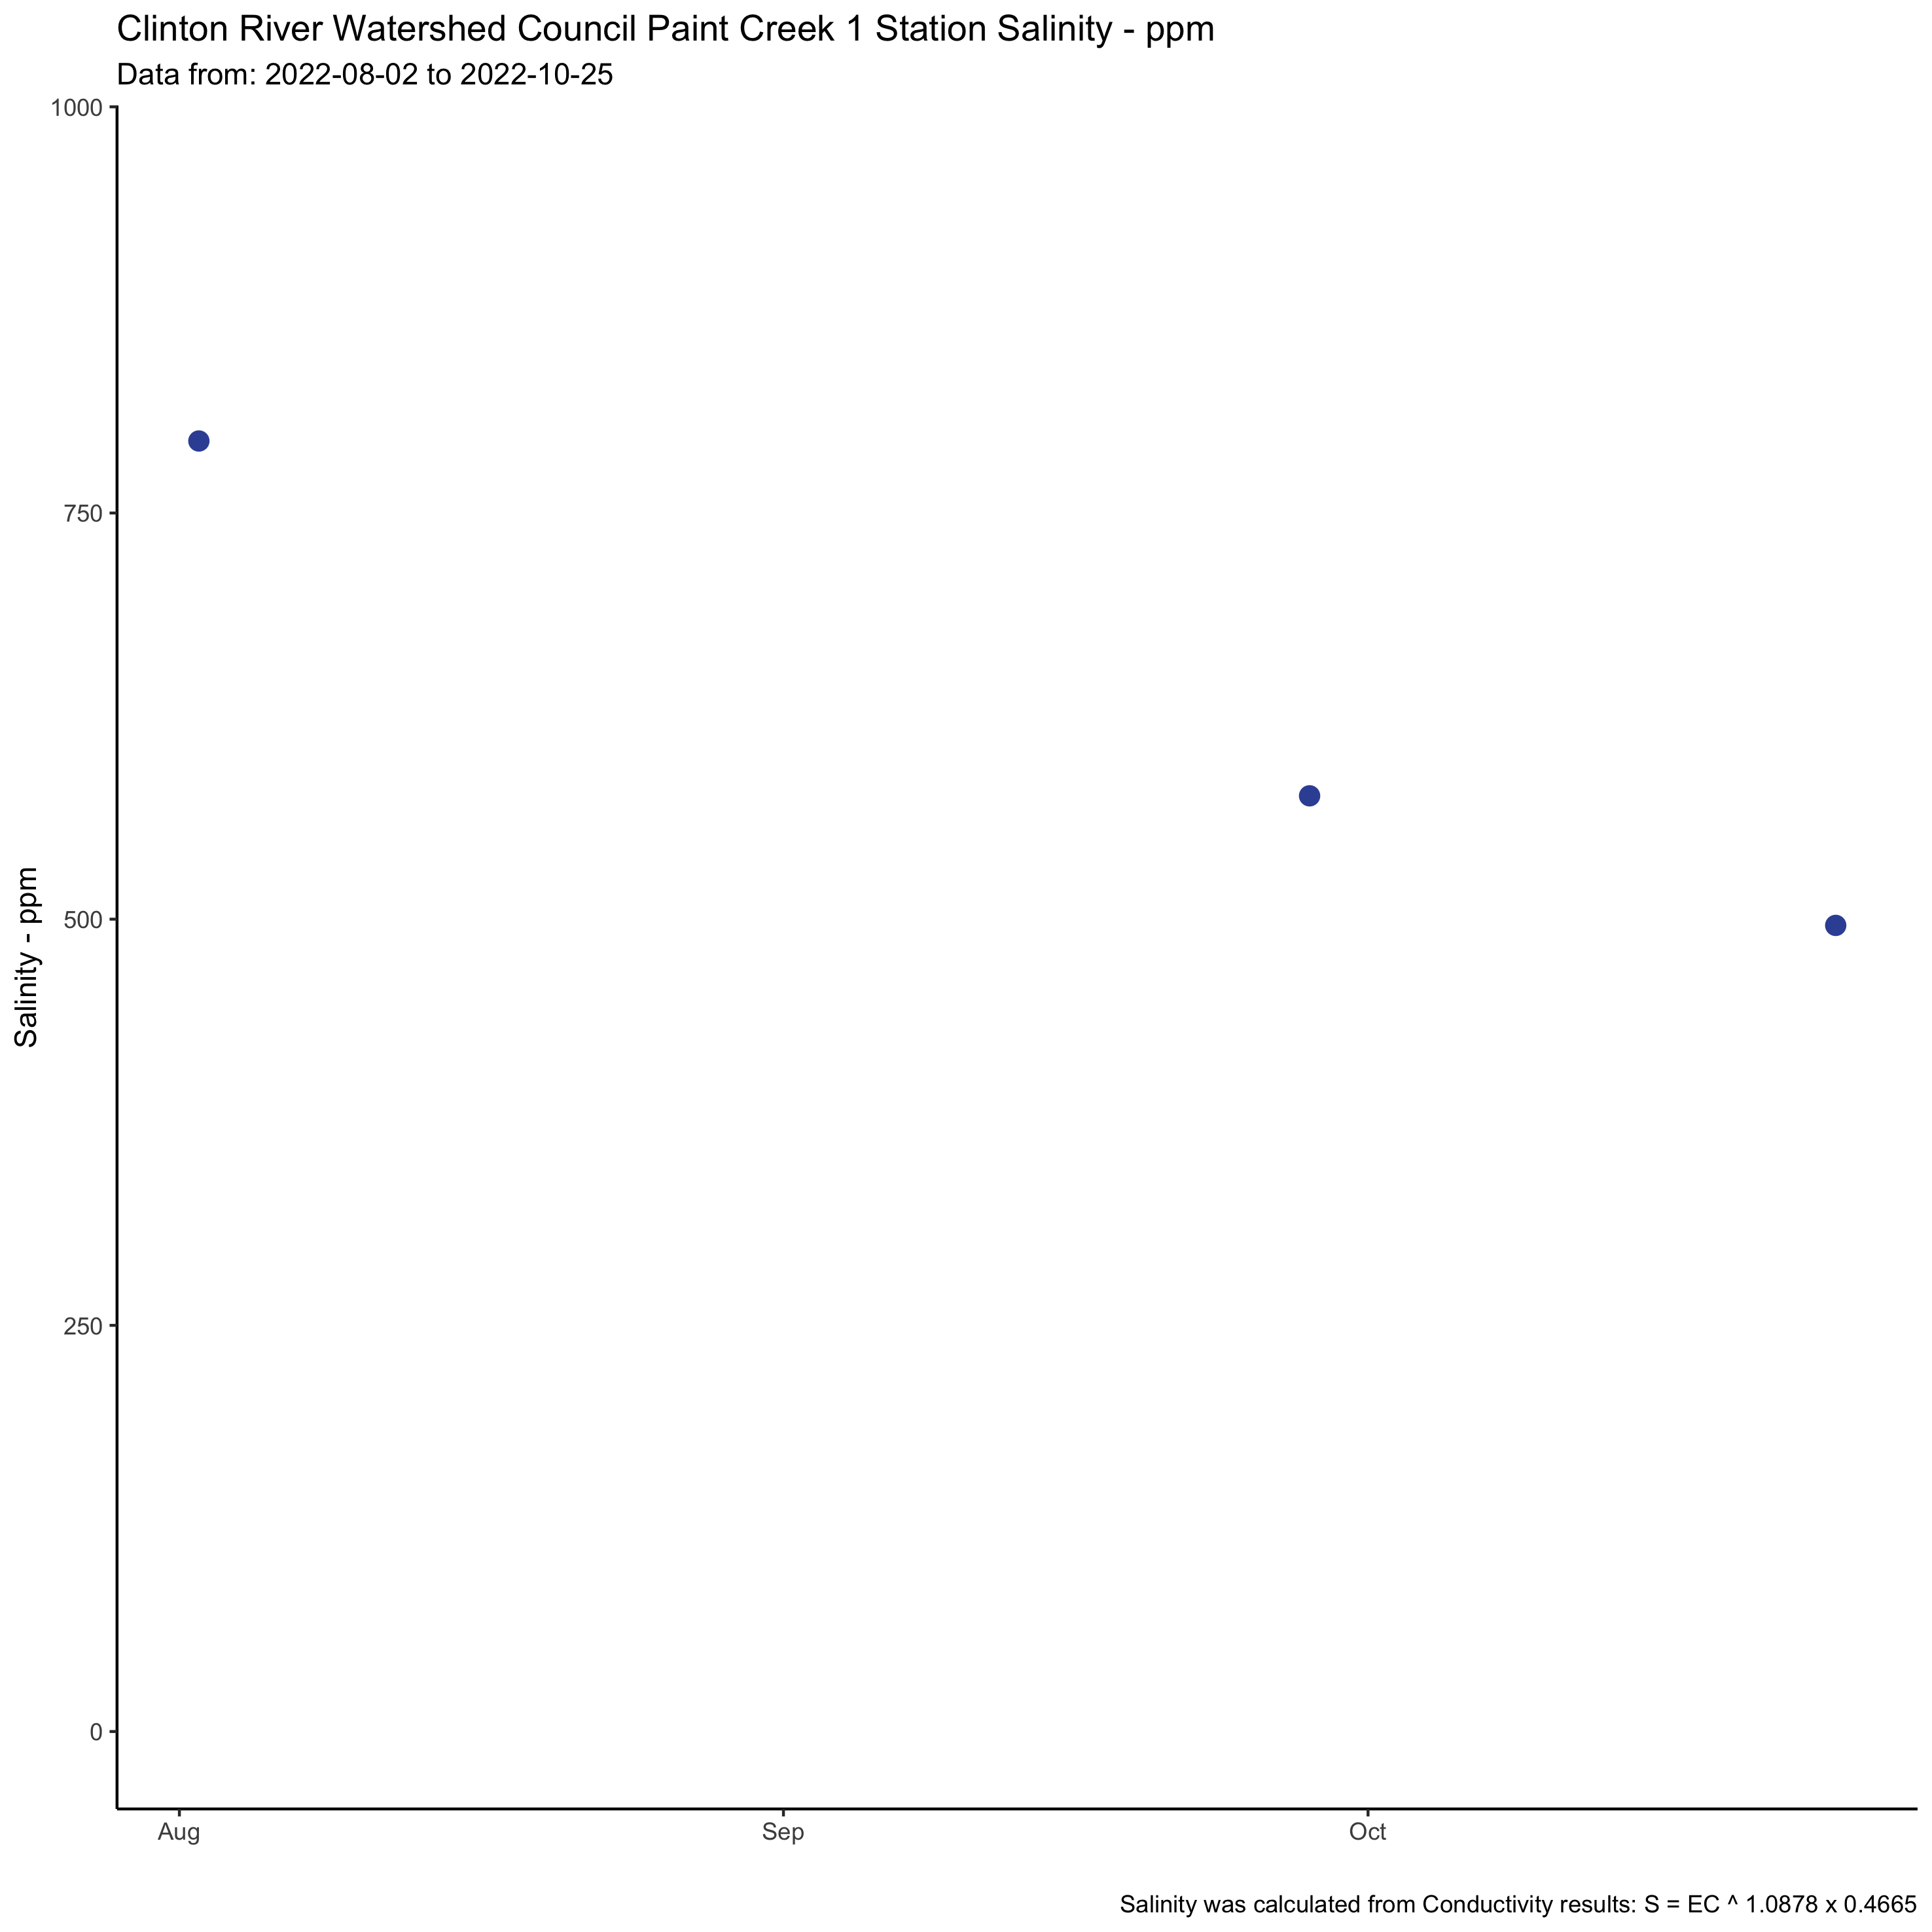 Clinton River Watershed Council Paint Creek 1 Station Salinity - ppm
Data from: 2022-08-02 to 2022-10-25
1000
750
500
250
0
Salinity - ppm
Aug Sep Oct
Salinity was calculated from Conductivity results: S = EC ^ 1.0878 x 0.4665